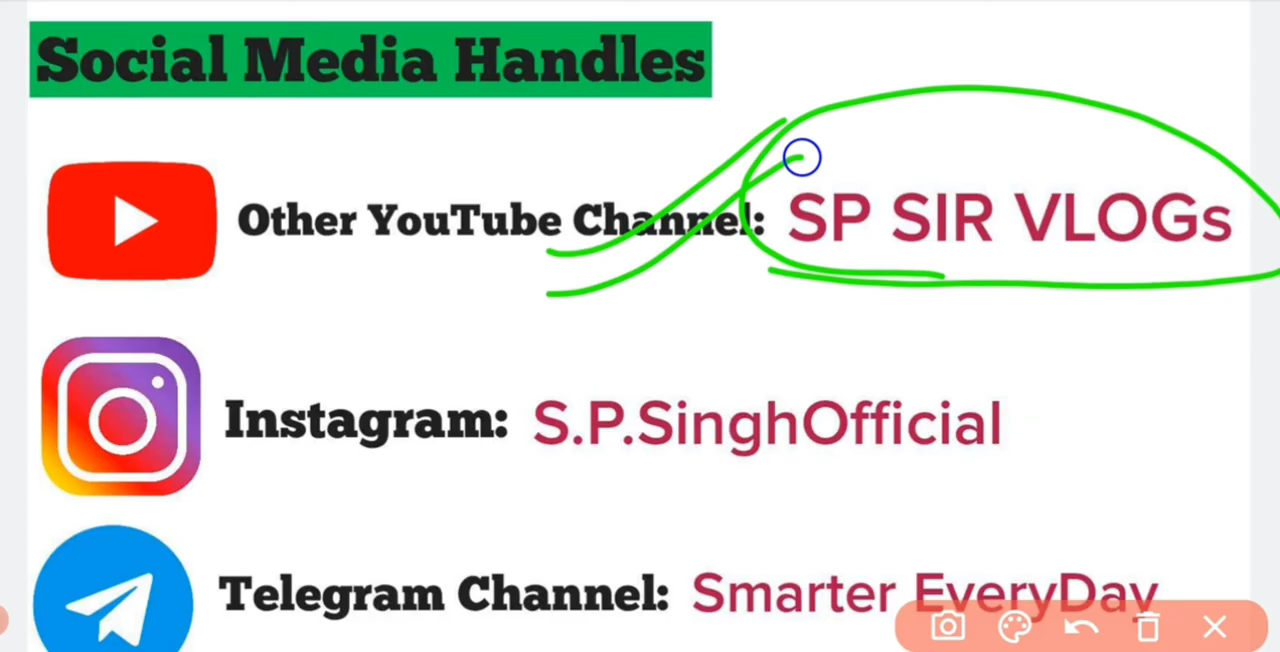 Social Media Handles
Other YouTube Channel: SP SIR VLOGs
Instagram: S.P.SinghOfficial
Telegram Channel: Smarter EveryDay